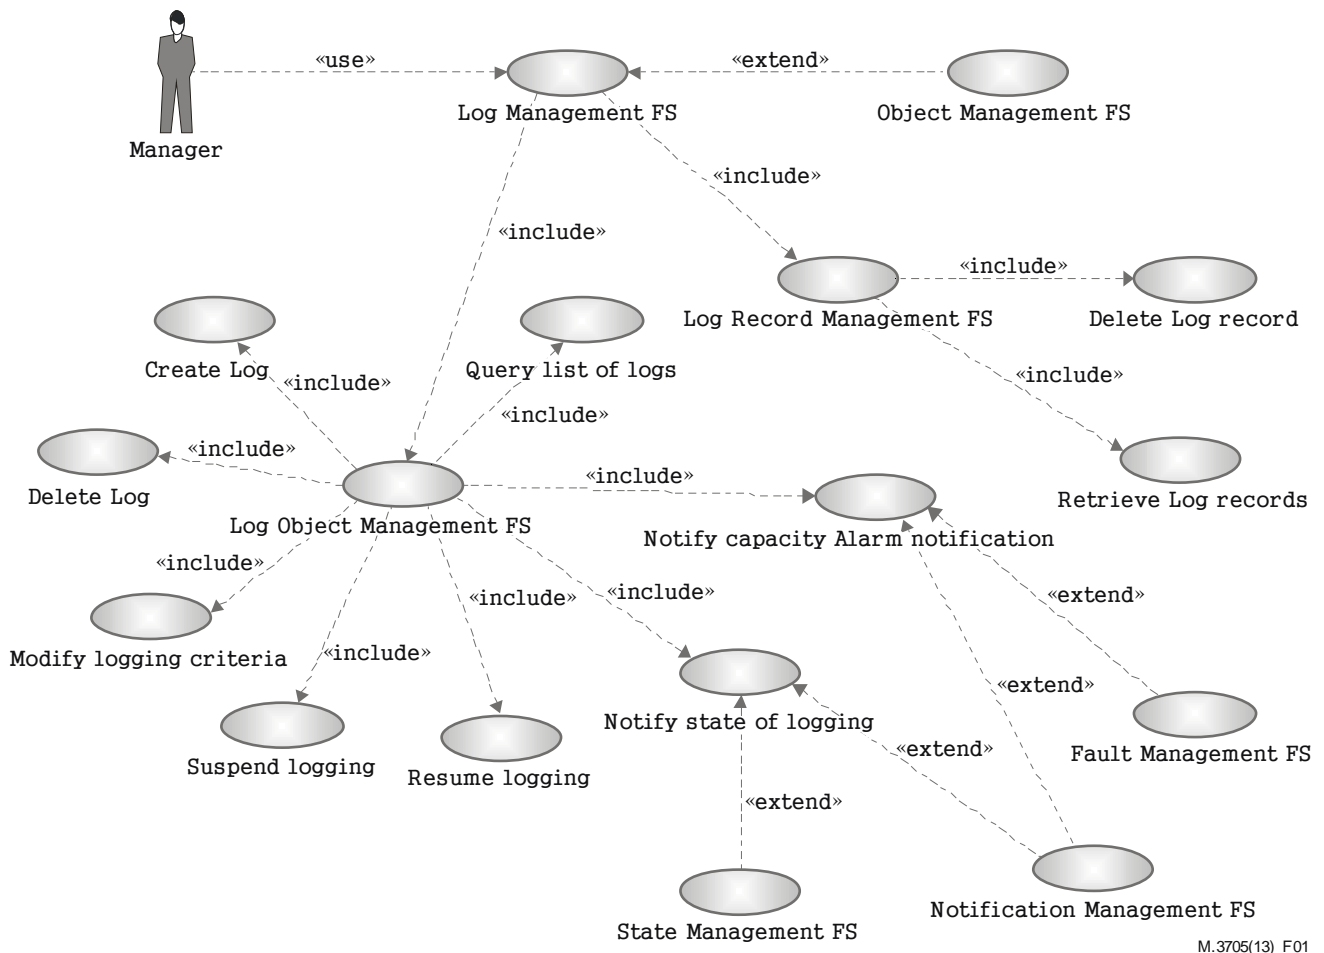 «use»
«extend»
Log Management FS
Object Management FS
Manager
«include»
«include»
«include»
Log Record Management FS
Delete Log record
Create Log
Query list of logs
«include»
«include»
«include»
«include»
«include»
Delete Log
Retrieve Log records
Log Object Management FS
Notify capacity Alarm notification
«include»
«include»
«include»
«extend»
Modify logging criteria
«include»
«extend»
Notify state of logging
«extend»
Fault Management FS
Suspend logging
Resume logging
«extend»
Notification Management FS
State Management FS
M.3705(13)_F01